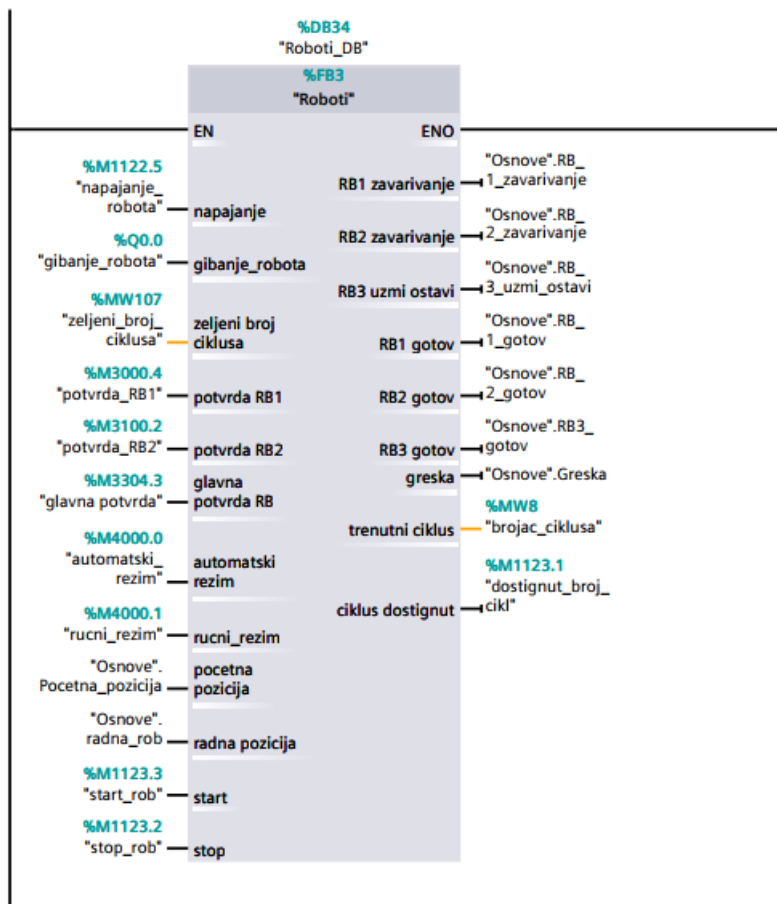 %DB34
"Roboti_DB"
%FB3
"Roboti"
EN
ENO
%M1122.5
"napajanje_
robota"
napajanje
%Q0.0
"gibanje_robota"
gibanje_robota
%MW107
"zeljeni_broj_
ciklusa"
zeljeni broj
ciklusa
%M3000.4
"potvrda_RB1"
potvrda RB1
%M3100.2
"potvrda_RB2"
potvrda RB2
%M3304.3
"glavna potvrda"
glavna
potvrda RB
%M4000.0
"automatski_
rezim"
automatski
rezim
%M4000.1
"rucni_rezim"
rucni_rezim
"Osnove".
Pocetna_pozicija
pocetna
pozicija
"Osnove".
radna_rob
radna pozicija
%M1123.3
"start_rob"
start
%M1123.2
"stop_rob"
stop
RB1 zavarivanje
"Osnove".RB_
1_zavarivanje
RB2 zavarivanje
"Osnove".RB_
2_zavarivanje
RB3 uzmi ostavi
"Osnove".RB_
3_uzmi_ostavi
RB1 gotov
"Osnove".RB_
1_gotov
RB2 gotov
"Osnove".RB_
2_gotov
RB3 gotov
"Osnove".RB3_
gotov
greska
"Osnove".Greska
trenutni ciklus
%MW8
"brojac_ciklusa"
ciklus dostignut
%M1123.1
"dostignut_broj_
cikl"